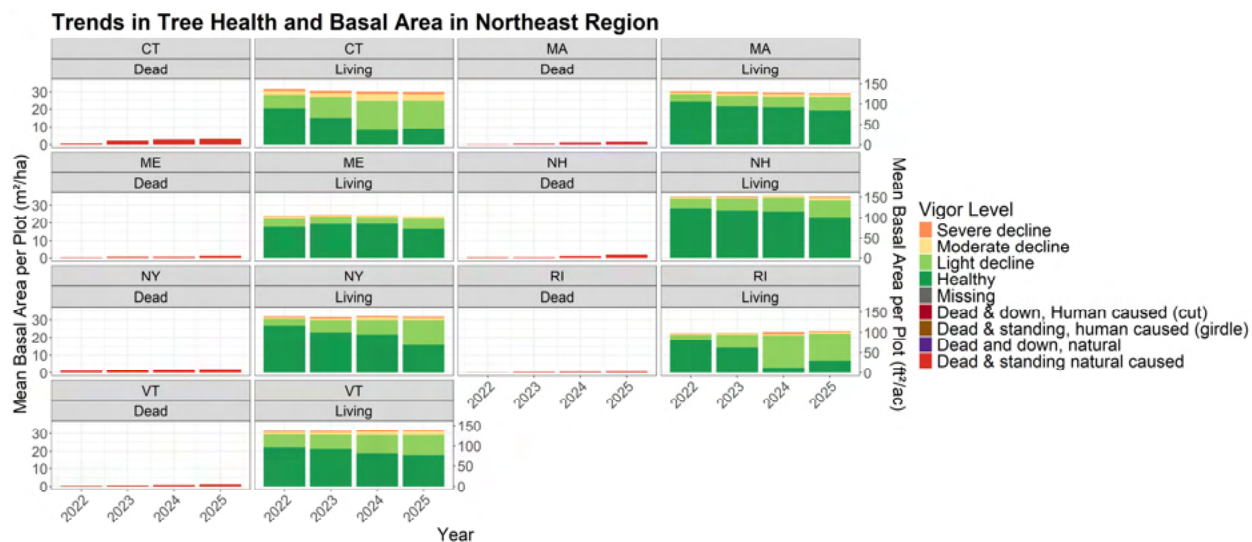 Trends in Tree Health and Basal Area in Northeast Region
CT CT MA MA
Dead Living Dead Living
30
20
10
0
150
100
50
0
ME ME NH NH
Dead Living Dead Living
30
20
10
0
150
100
50
0
NY NY RI RI
Dead Living Dead Living
30
20
10
0
150
100
50
0
2022 2023 2024 2025 2022 2023 2024 2025
VT VT
Dead Living
30
20
10
0
150
100
50
0
2022 2023 2024 2025 2022 2023 2024 2025
Year
Mean Basal Area per Plot (m²/ha)
Mean Basal Area per Plot (ft²/ac)
Vigor Level
Severe decline
Moderate decline
Light decline
Healthy
Missing
Dead & down, Human caused (cut)
Dead & standing, human caused (girdle)
Dead and down, natural
Dead & standing natural caused